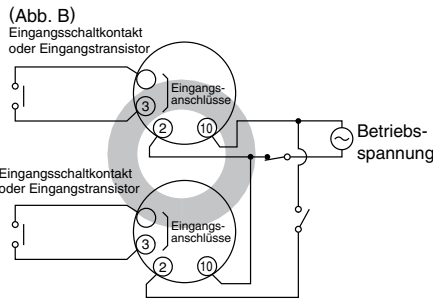 (Abb. B)
Eingangsschaltkontakt
oder Eingangstransistor
Eingangs-
anschlüsse
3
2
10
Betriebs-
spannung
Eingangsschaltkontakt
oder Eingangstransistor
Eingangs-
anschlüsse
3
2
10